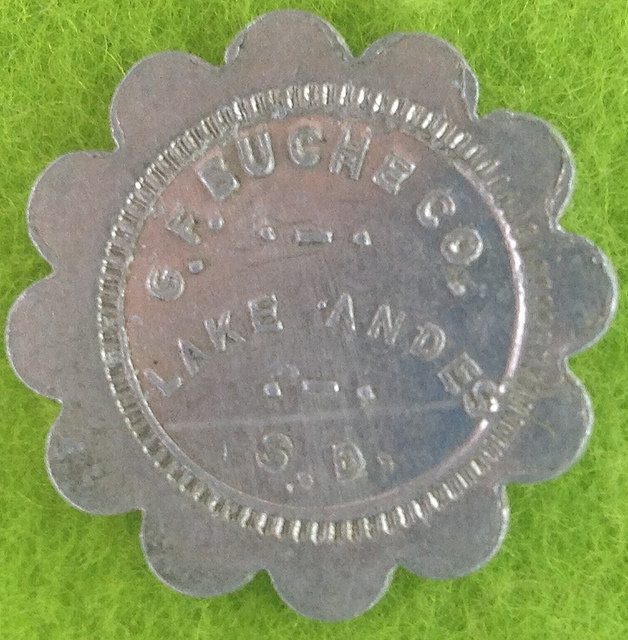 G.F. BUCHE CO.
LAKE ANDES
S.D.